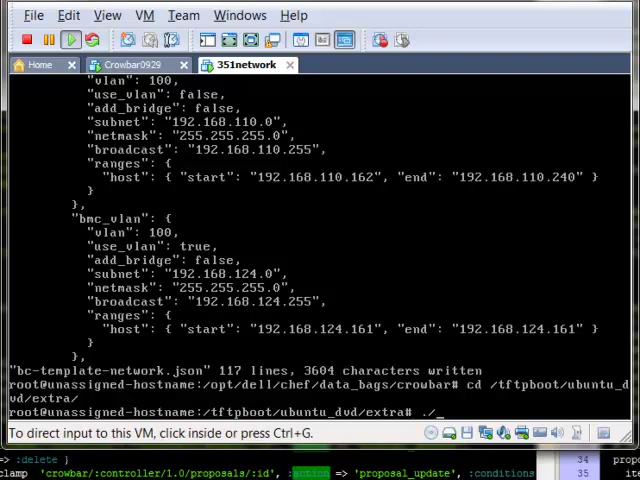 File Edit View VM Team Windows Help
Home Crowbar0929 351network
"vlan": 100,
"use_vlan": false,
"add_bridge": false,
"subnet": "192.168.110.0",
"netmask": "255.255.255.0",
"broadcast": "192.168.110.255",
"ranges": {
"host": { "start": "192.168.110.162", "end": "192.168.110.240" }
}
},
"bmc_vlan": {
"vlan": 100,
"use_vlan": true,
"add_bridge": false,
"subnet": "192.168.124.0",
"netmask": "255.255.255.0",
"broadcast": "192.168.124.255",
"ranges": {
"host": { "start": "192.168.124.161", "end": "192.168.124.161" }
}
},
"bc-template-network.json" 117 lines, 3604 characters written
root@unassigned-hostname:/opt/dell/chef/data_bags/crowbar# cd /tftpboot/ubuntu_d
vd/extra/
root@unassigned-hostname:/tftpboot/ubuntu_dvd/extra# ./_
To direct input to this VM, click inside or press Ctrl+G.
:delete } 34 propo
clamp 'crowbar/:controller/1.0/proposals/:id', :action => 'proposal_update', :conditions 35 ite